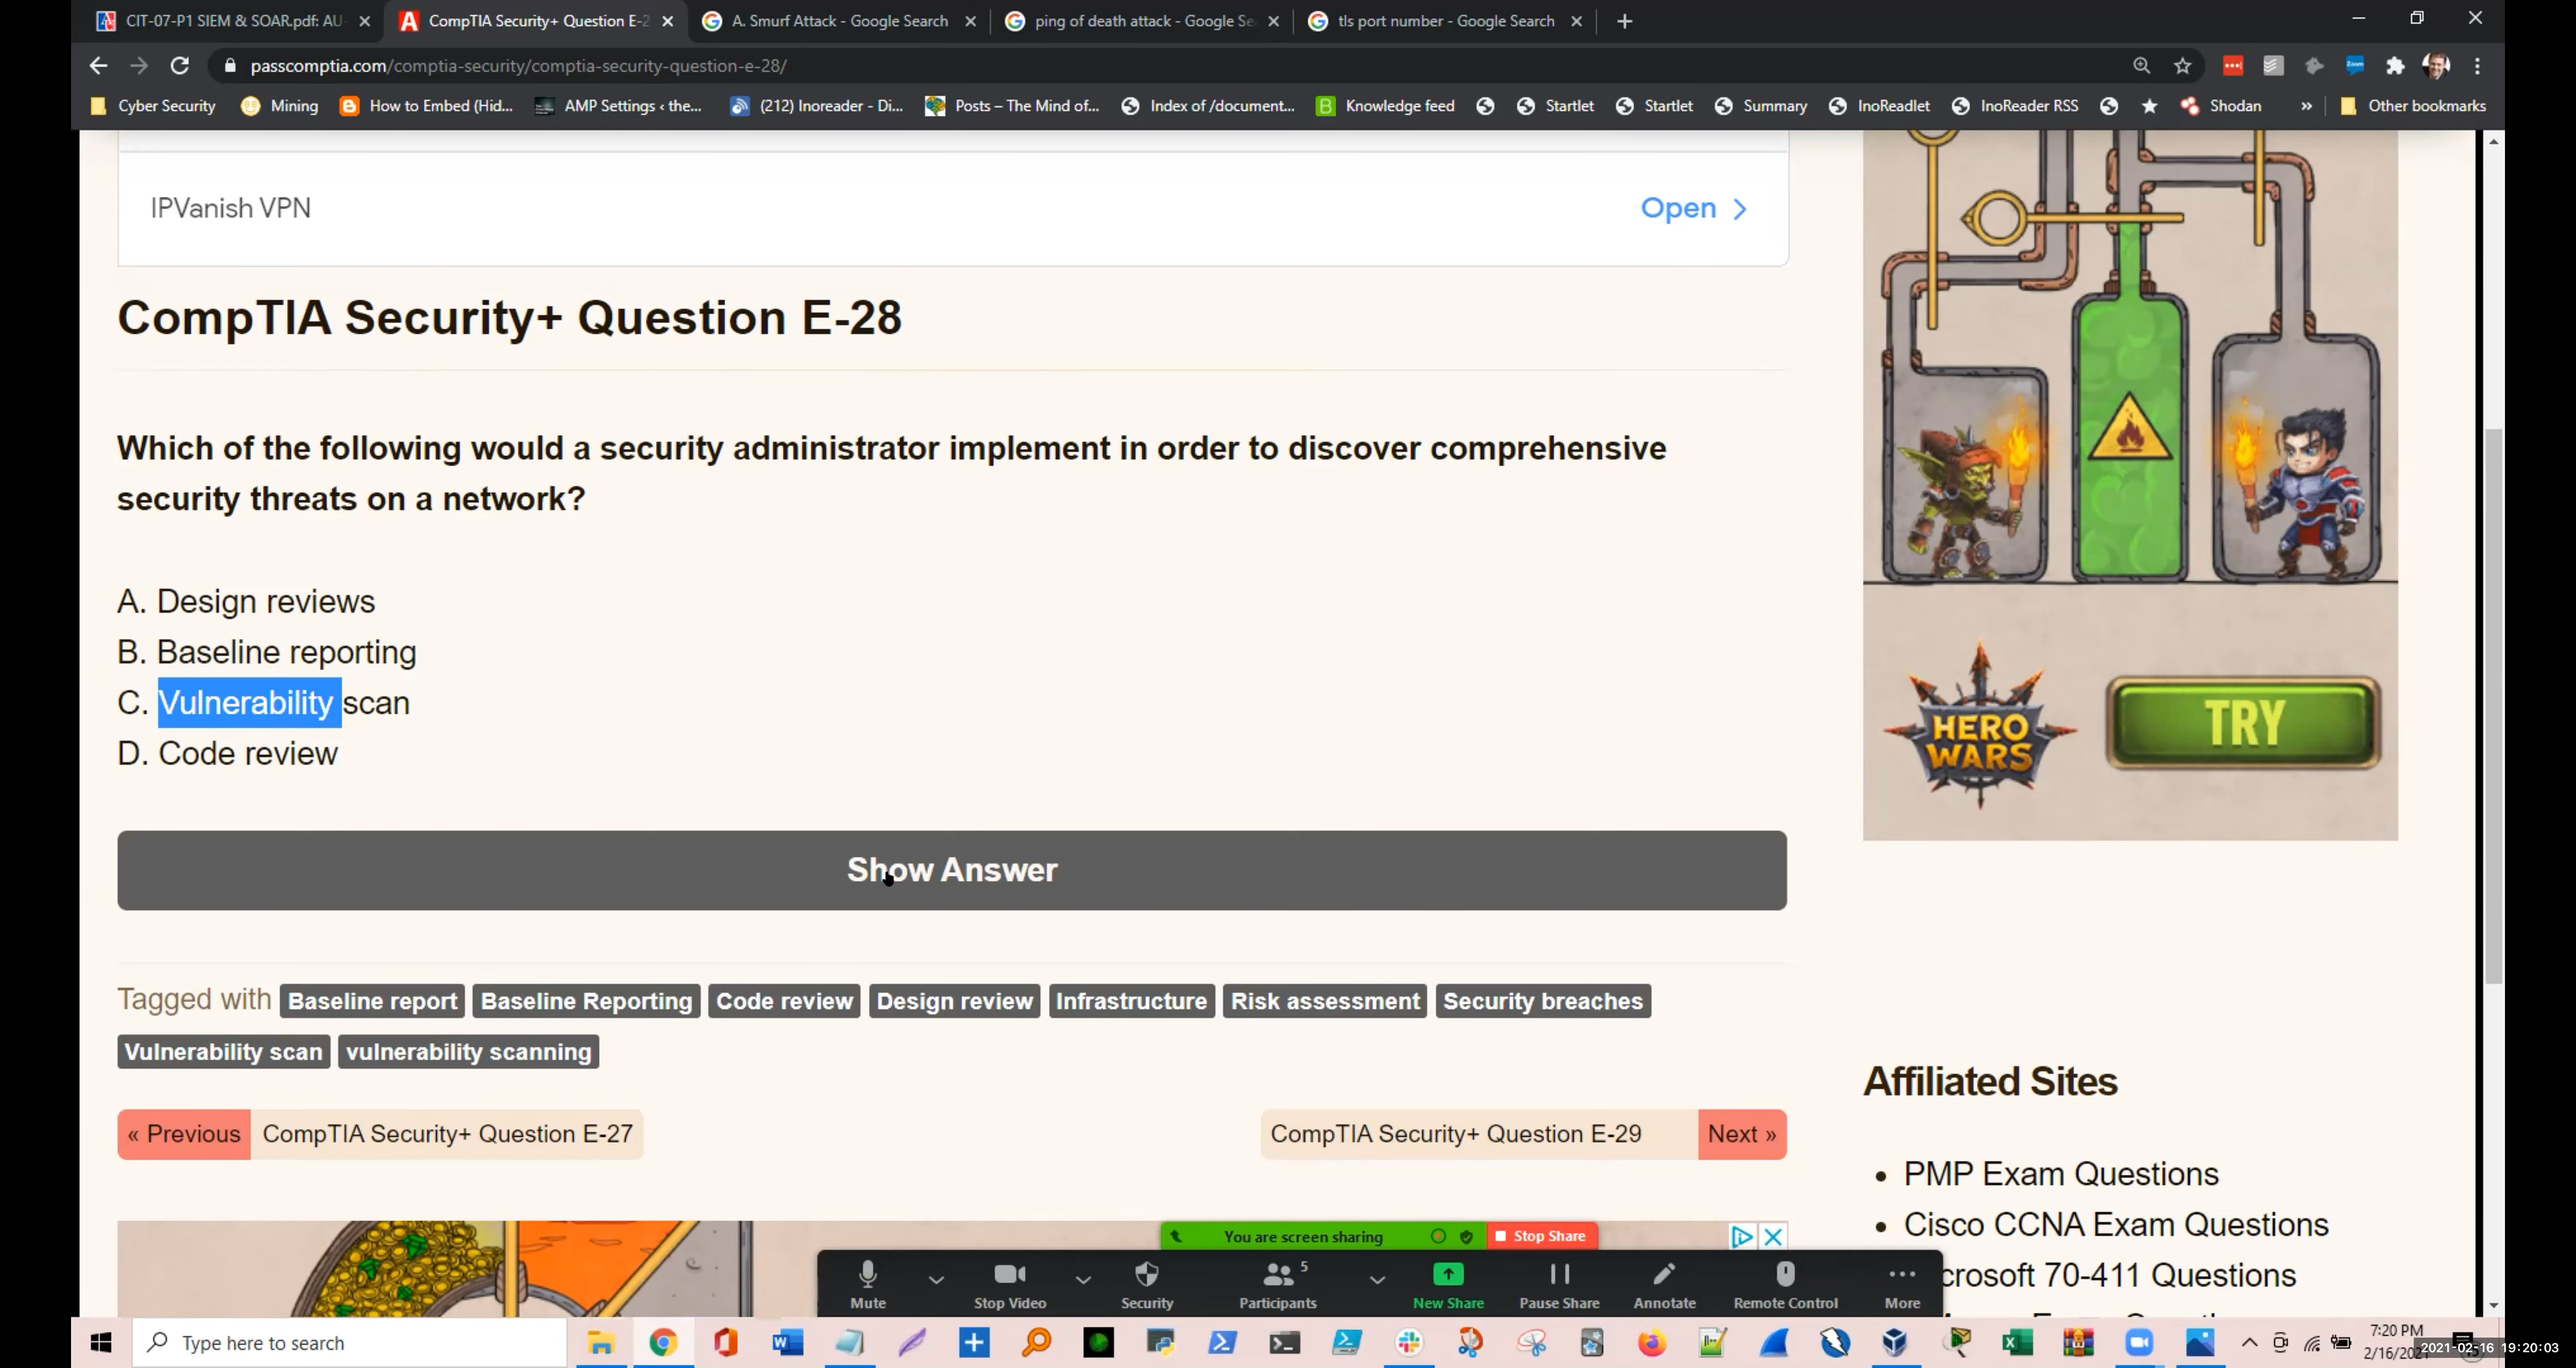 CIT-07-P1 SIEM & SOAR.pdf: AU
CompTIA Security+ Question E-2
A. Smurf Attack - Google Search
ping of death attack - Google Se
tls port number - Google Search
passcomptia.com/comptia-security/comptia-security-question-e-28/
Cyber Security
Mining
How to Embed (Hid...
AMP Settings ‹ the...
(212) Inoreader - Di...
Posts – The Mind of...
Index of /document...
Knowledge feed
Startlet
Startlet
Summary
InoReadlet
InoReader RSS
Shodan
»
Other bookmarks
IPVanish VPN
Open
CompTIA Security+ Question E-28
Which of the following would a security administrator implement in order to discover comprehensive
security threats on a network?
A. Design reviews
B. Baseline reporting
C. Vulnerability scan
D. Code review
Show Answer
Tagged with Baseline report Baseline Reporting Code review Design review Infrastructure Risk assessment Security breaches
Vulnerability scan vulnerability scanning
« Previous CompTIA Security+ Question E-27
CompTIA Security+ Question E-29 Next »
HERO
WARS
TRY
Affiliated Sites
• PMP Exam Questions
• Cisco CCNA Exam Questions
crosoft 70-411 Questions
You are screen sharing
Stop Share
Mute
Stop Video
Security
5
Participants
New Share
Pause Share
Annotate
Remote Control
More
Type here to search
7:20 PM
2/16/202
2021-02-16 19:20:03